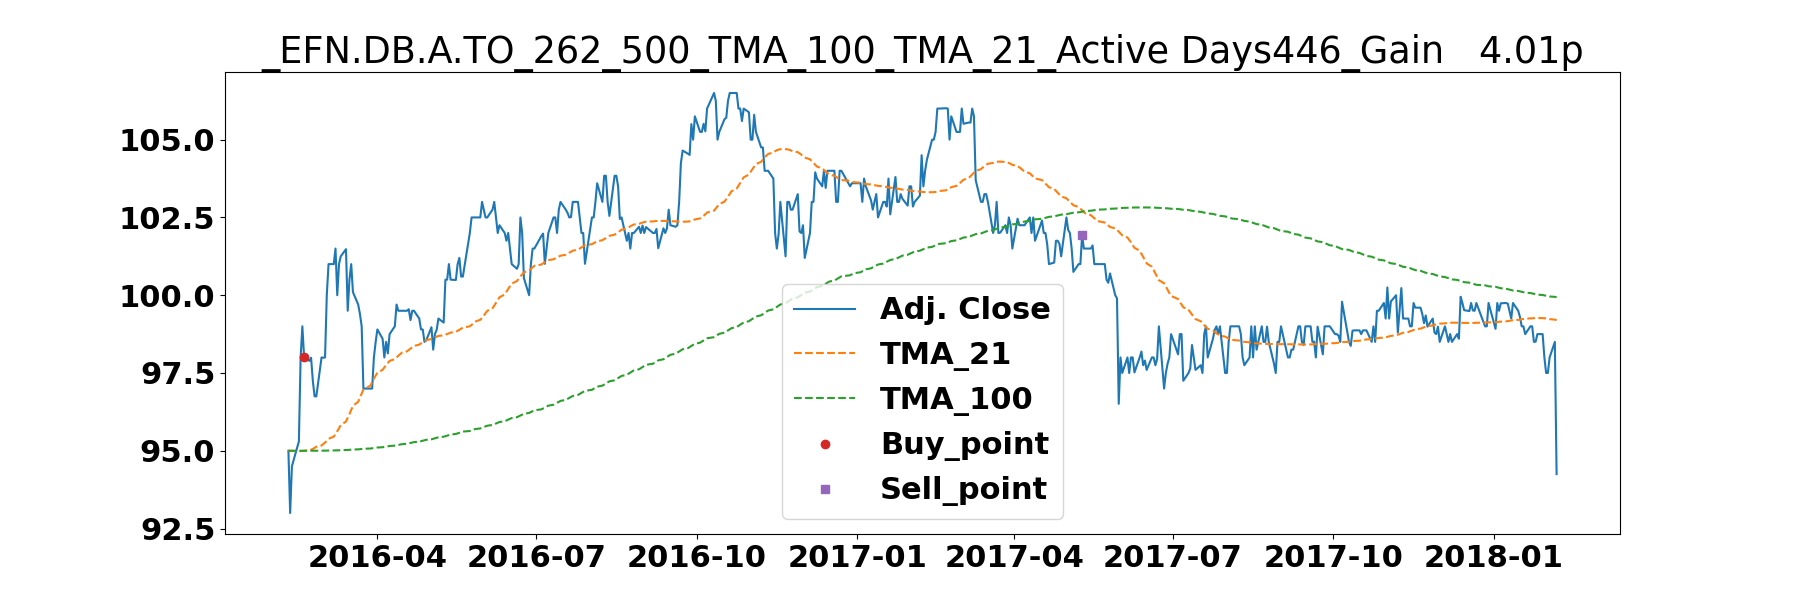 _EFN.DB.A.TO_262_500_TMA_100_TMA_21_Active Days446_Gain   4.01p
105.0
102.5
100.0
97.5
95.0
92.5
Adj. Close
TMA_21
TMA_100
Buy_point
Sell_point
2016-04 2016-07 2016-10 2017-01 2017-04 2017-07 2017-10 2018-01